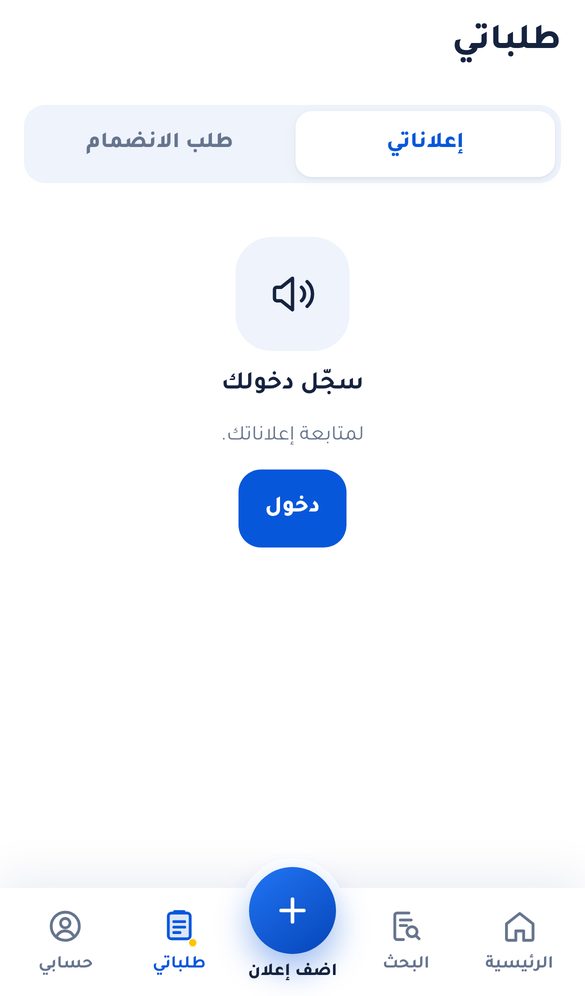 طلباتي
إعلاناتي
طلب الانضمام
سجّل دخولك
لمتابعة إعلاناتك.
دخول
الرئيسية
البحث
اضف إعلان
طلباتي
حسابي